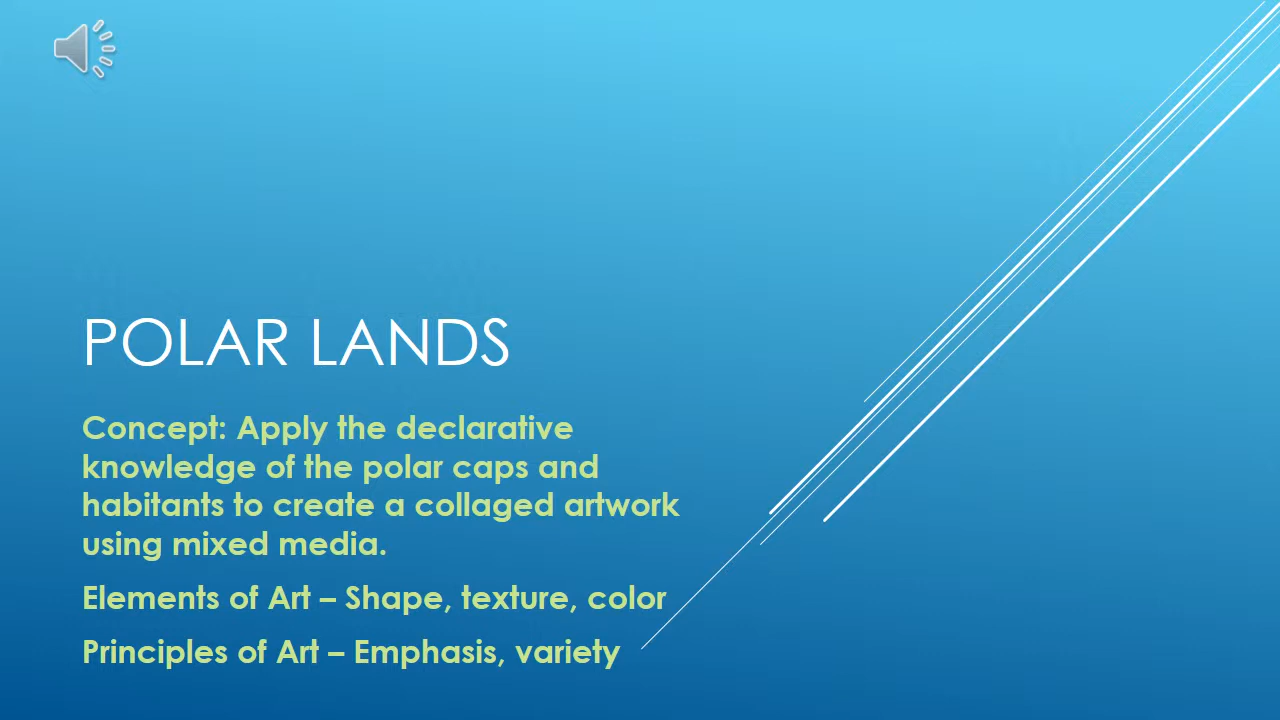 POLAR LANDS
Concept: Apply the declarative
knowledge of the polar caps and
habitants to create a collaged artwork
using mixed media.
Elements of Art – Shape, texture, color
Principles of Art – Emphasis, variety